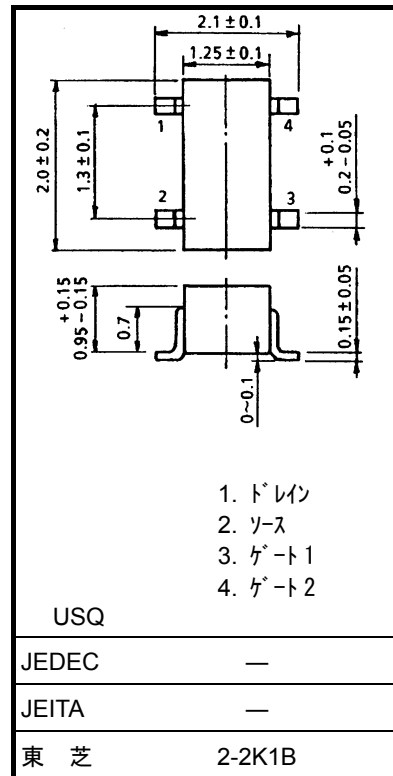 2.1±0.1
1.25±0.1
1
4
2
3
2.0±0.2
1.3±0.1
+0.1
0.2−0.05
+0.15
0.95−0.15
0.7
0~0.1
0.15±0.05
1. ﾄﾞﾚｲﾝ
2. ｿｰｽ
3. ｹﾞｰﾄ 1
4. ｹﾞｰﾄ 2
USQ
JEDEC —
JEITA —
東 芝 2-2K1B